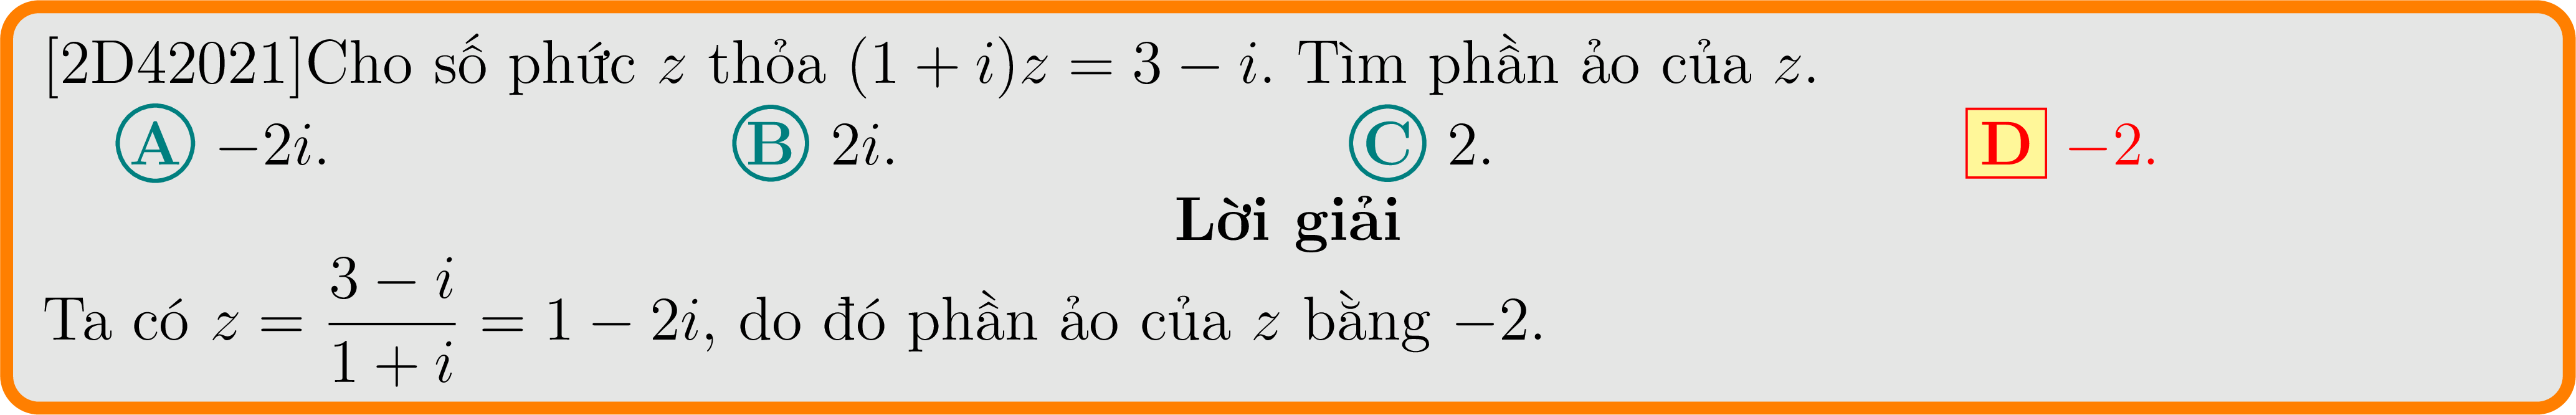 [2D42021]Cho số phức z thỏa (1 + i)z = 3 − i. Tìm phần ảo của z.
A −2i. B 2i. C 2. D −2.
Lời giải
Ta có z = \frac{3 − i}{1 + i} = 1 − 2i, do đó phần ảo của z bằng −2.